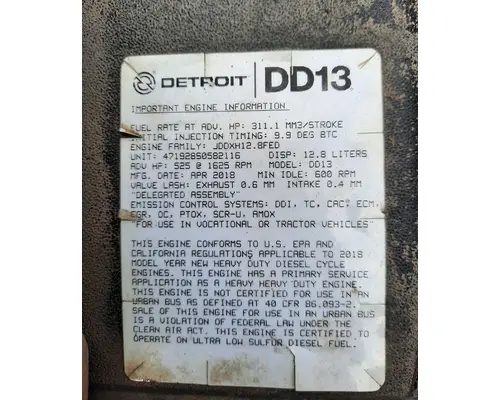 DETROIT DD13
IMPORTANT ENGINE INFORMATION
FUEL RATE AT ADV. HP: 311.1 MM3/STROKE
INITIAL INJECTION TIMING: 9.9 DEG BTC
ENGINE FAMILY: JDDXH12.8FED
UNIT: 471928S0582116 DISP: 12.8 LITERS
ADV HP: 525 @ 1625 RPM MODEL: DD13
MFG. DATE: APR 2018 MIN IDLE: 600 RPM
VALVE LASH: EXHAUST 0.6 MM INTAKE 0.4 MM
"DELEGATED ASSEMBLY"
EMISSION CONTROL SYSTEMS: DDI, TC, CAC, ECM,
EGR, OC, PTOX, SCR-U, AMOX
"FOR USE IN VOCATIONAL OR TRACTOR VEHICLES"
THIS ENGINE CONFORMS TO U.S. EPA AND
CALIFORNIA REGULATIONS APPLICABLE TO 2018
MODEL YEAR NEW HEAVY DUTY DIESEL CYCLE
ENGINES. THIS ENGINE HAS A PRIMARY SERVICE
APPLICATION AS A HEAVY HEAVY DUTY ENGINE.
THIS ENGINE IS NOT CERTIFIED FOR USE IN AN
URBAN BUS AS DEFINED AT 40 CFR 86.093-2.
SALE OF THIS ENGINE FOR USE IN AN URBAN BUS
IS A VIOLATION OF FEDERAL LAW UNDER THE
CLEAN AIR ACT. THIS ENGINE IS CERTIFIED TO
OPERATE ON ULTRA LOW SULFUR DIESEL FUEL.